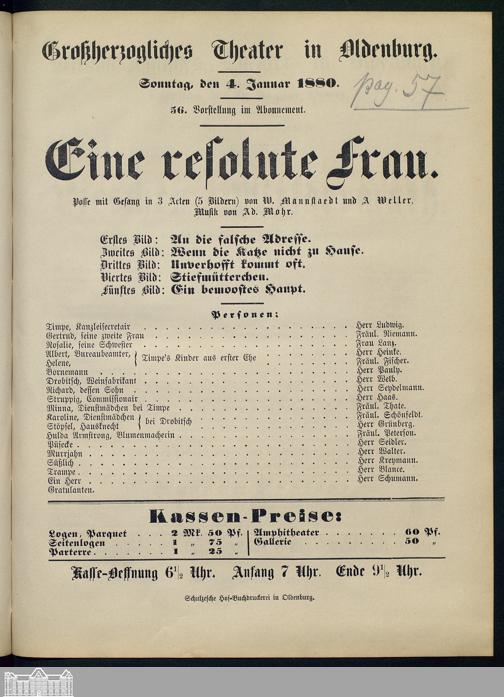 Großherzogliches Theater in Oldenburg.
Sonntag, den 4. Januar 1880.
pag. 57
56. Vorstellung im Abonnement.
Eine resolute Frau.
Posse mit Gesang in 3 Acten (5 Bildern) von W. Mannstaedt und A Weller.
Musik von Ad. Mohr.
Erstes Bild: An die falsche Adresse.
Zweites Bild: Wenn die Katze nicht zu Hause.
Drittes Bild: Unverhofft kommt oft.
Viertes Bild: Stiefmütterchen.
Fünftes Bild: Ein bemoostes Haupt.
Personen:
Timpe, Kanzleisecretair . . . Herr Ludwig.
Gertrud, seine zweite Frau . . . Fräul. Niemann.
Rosalie, seine Schwester . . . Frau Lanz.
Albert, Bureaubeamter, } Timpe's Kinder aus erster Ehe . . . Herr Heinke.
Helene, . . . Fräul. Fischer.
Bornemann . . . Herr Pauly.
Drobitsch, Weinfabrikant . . . Herr Welb.
Richard, dessen Sohn . . . Herr Seydelmann.
Struppig, Commissionair . . . Herr Haas.
Minna, Dienstmädchen bei Timpe . . . Fräul. Thate.
Karoline, Dienstmädchen } bei Drobitsch . . . Fräul. Schönfeldt.
Stöpsel, Hausknecht . . . Herr Grünberg.
Hulda Armstrong, Blumenmacherin . . . Fräul. Peterson.
Püsecke . . . Herr Seidler.
Murrjahn . . . Herr Walter.
Süßlich . . . Herr Kreymann.
Trampe . . . Herr Blance.
Ein Herr . . . Herr Schumann.
Gratulanten.
Kassen-Preise:
Logen, Parquet . . . 2 Mk. 50 Pf. Amphitheater . . . 60 Pf.
Seitenlogen . . . 1 „ 75 „ Gallerie . . . 50 „
Parterre . . . 1 „ 25
Kasse-Oeffnung 6 1/2 Uhr. Anfang 7 Uhr. Ende 9 1/2 Uhr.
Schulzesche Hof-Buchdruckerei in Oldenburg.